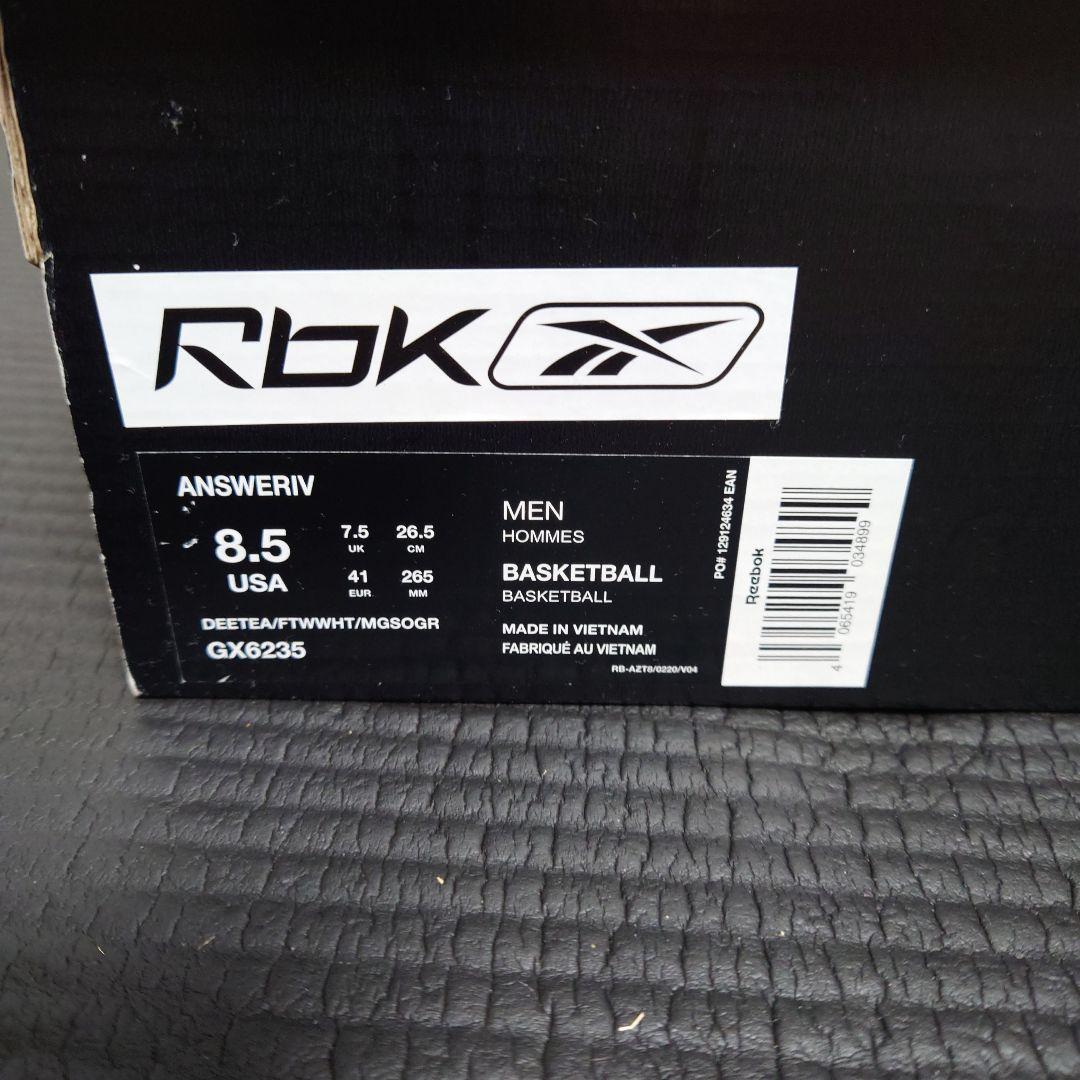 RbK
ANSWERIV
8.5
USA
7.5
UK
26.5
CM
41
EUR
265
MM
DEETEA/FTWWHT/MGSOGR
GX6235
MEN
HOMMES
BASKETBALL
BASKETBALL
MADE IN VIETNAM
FABRIQUÉ AU VIETNAM
RB-AZT8/0220/V04
PO# 129124634 EAN
Reebok
4 065419 034899